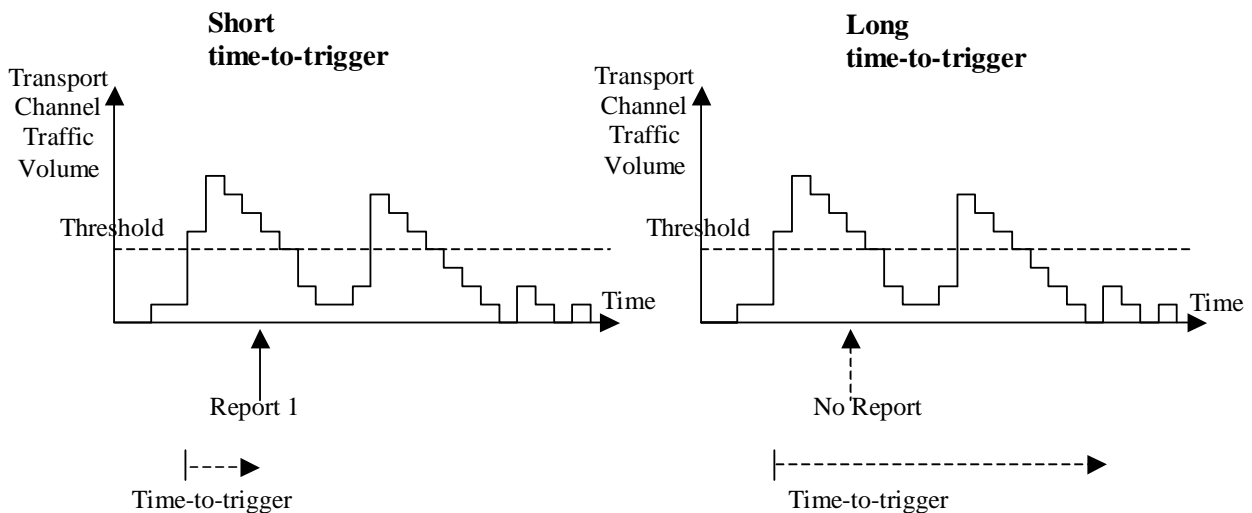 Short
time-to-trigger
Transport
Channel
Traffic
Volume
Threshold
Time
Report 1
Time-to-trigger
Long
time-to-trigger
Transport
Channel
Traffic
Volume
Threshold
Time
No Report
Time-to-trigger